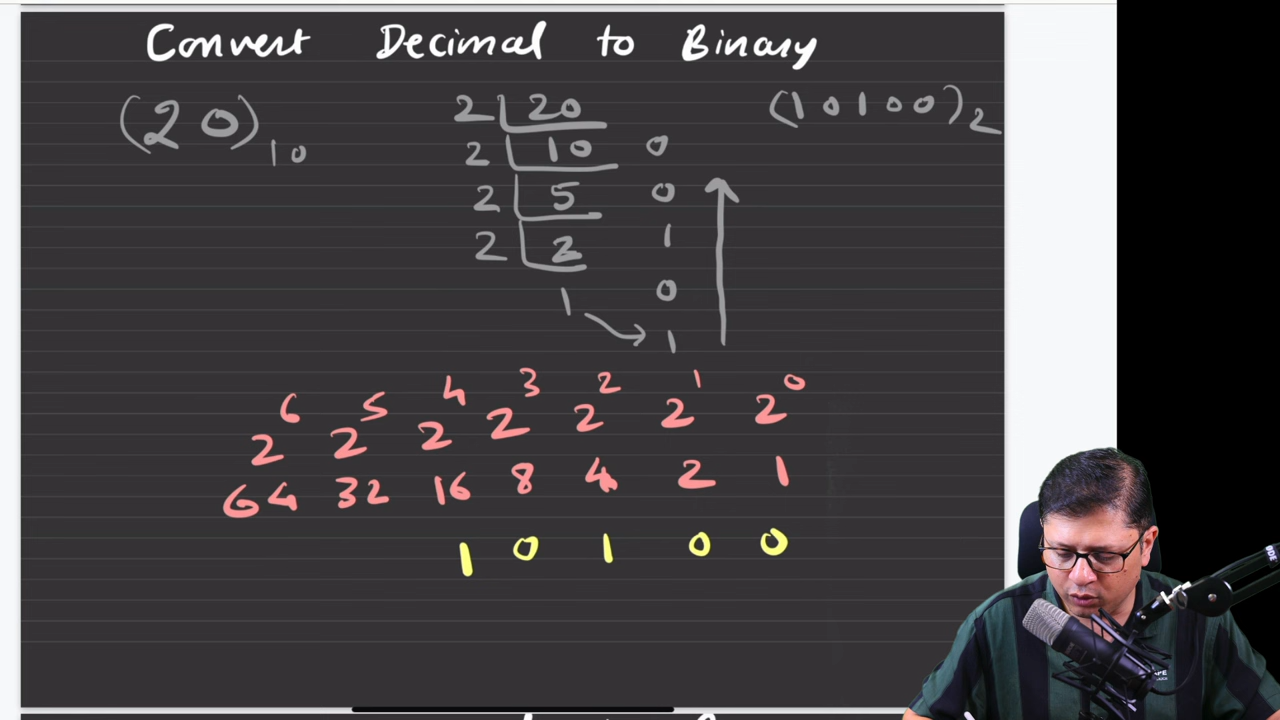 Convert Decimal to Binary
(20)10 2 20 (10100)2
2 10 0
2 5 0
2 2 1
1 0
1
2^6 2^5 2^4 2^3 2^2 2^1 2^0
64 32 16 8 4 2 1
1 0 1 0 0